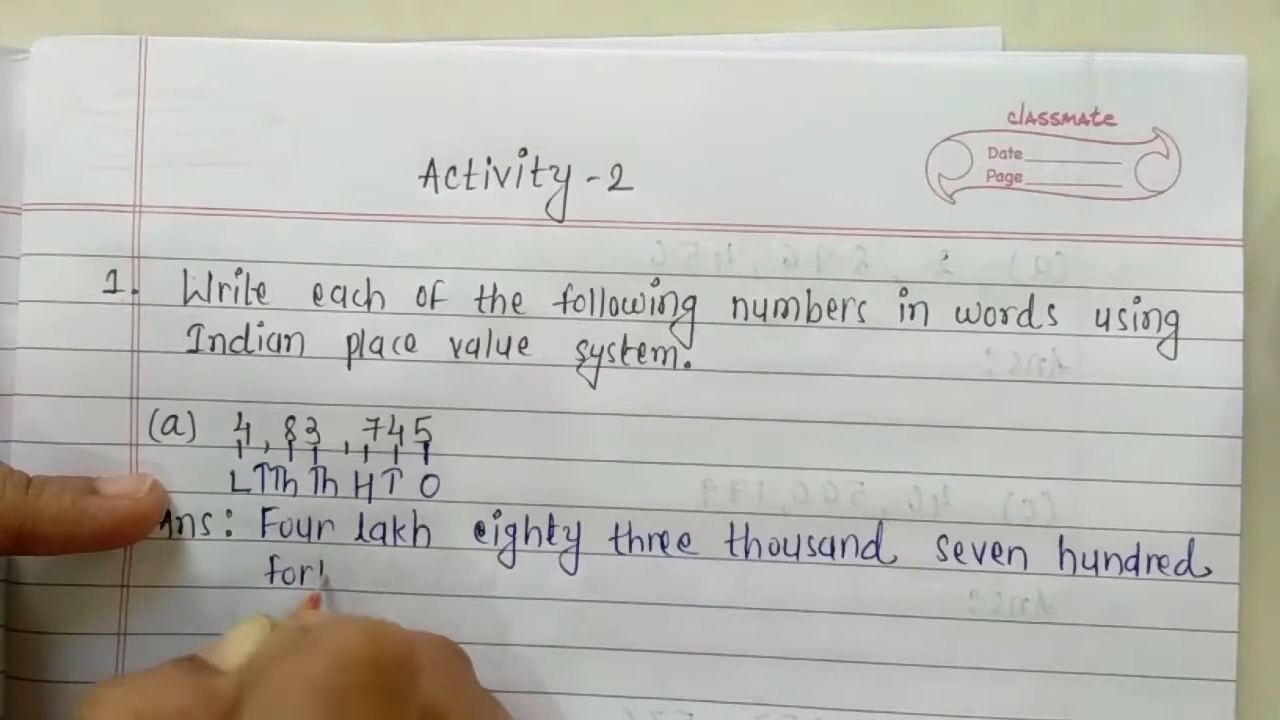 classmate
Date
Page
Activity-2
1. Write each of the following numbers in words using
Indian place value system.
(a) 4,83,745
L TTh Th H T O
Ans: Four lakh eighty three thousand seven hundred